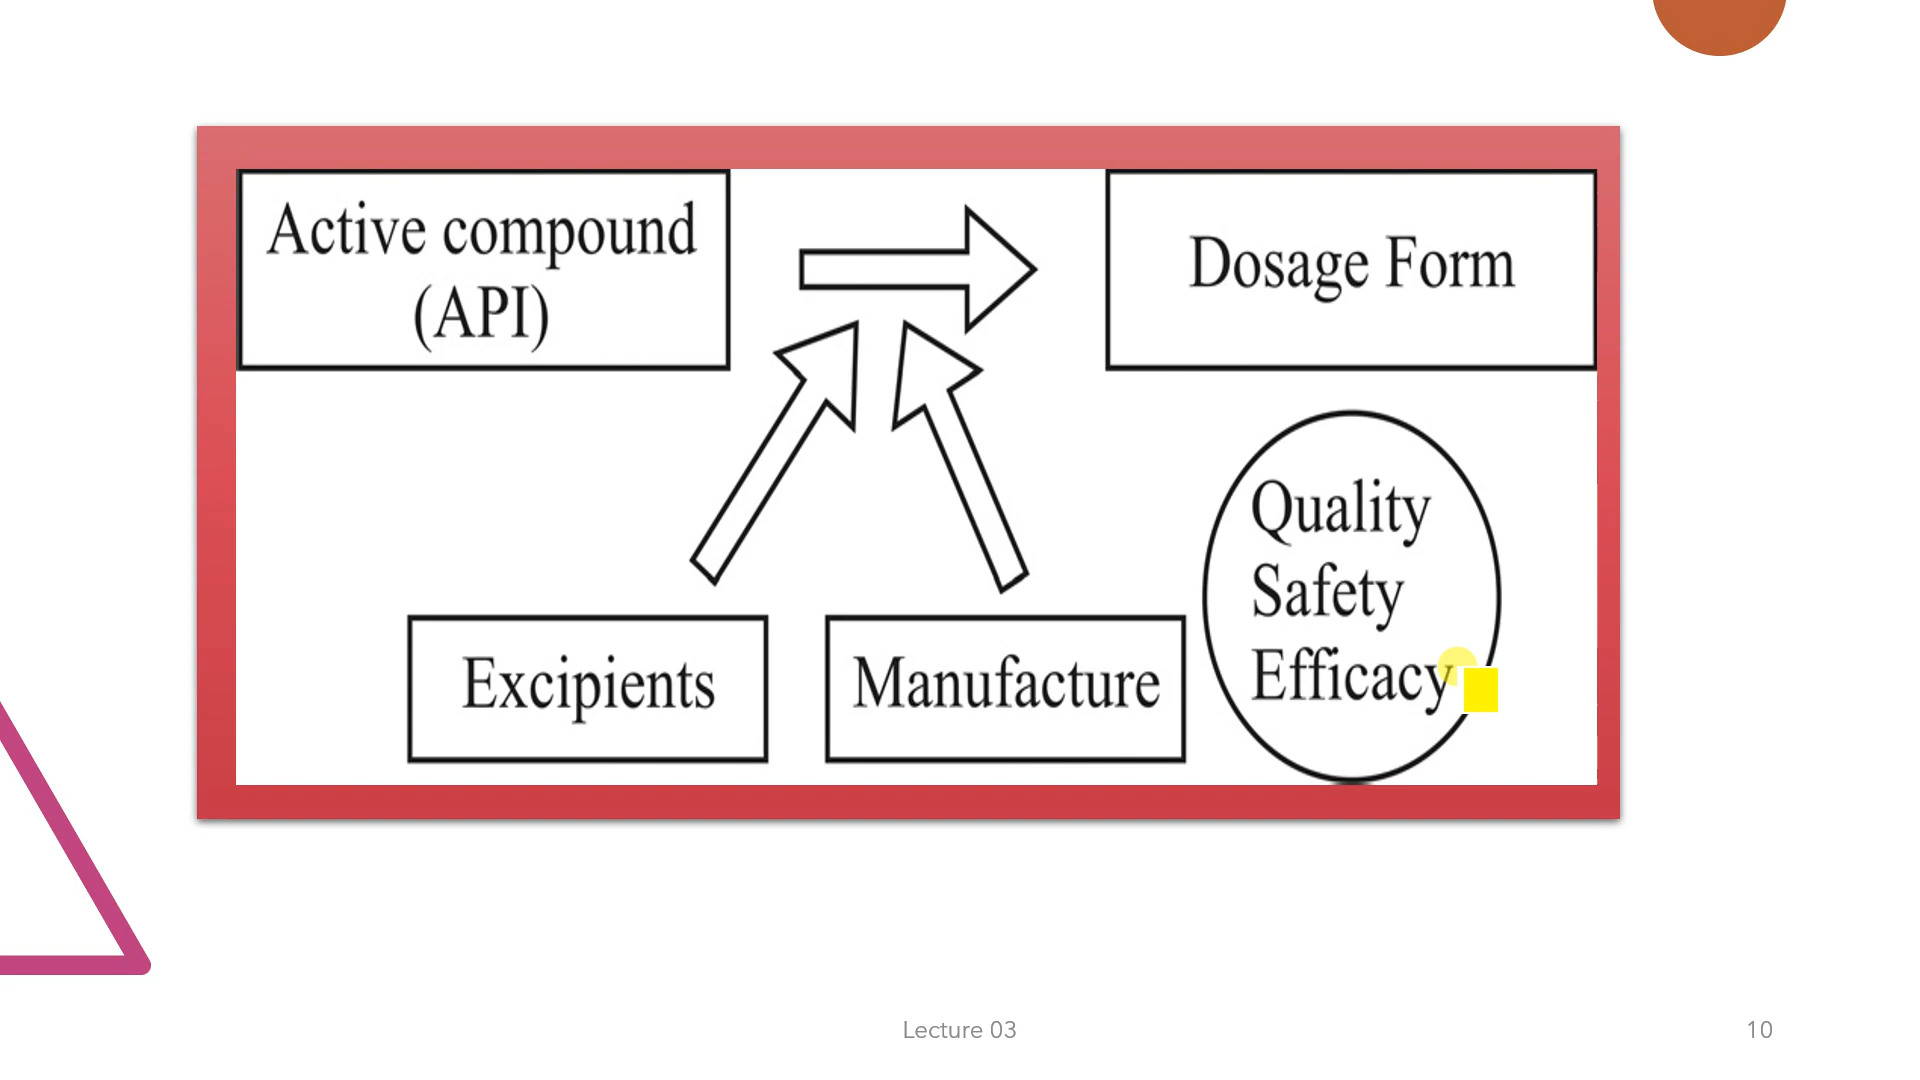 Active compound
(API)
Dosage Form
Quality
Safety
Efficacy
Excipients
Manufacture
Lecture 03
10